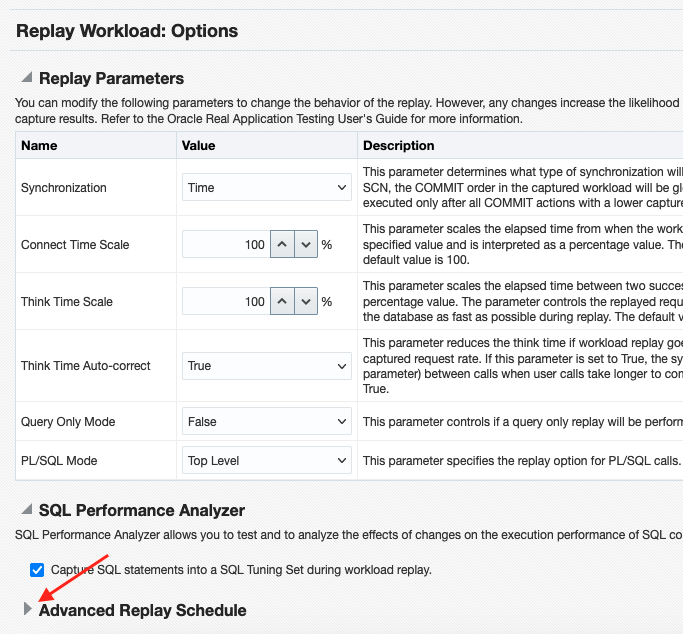 Replay Workload: Options
Replay Parameters
You can modify the following parameters to change the behavior of the replay. However, any changes increase the likelihood
capture results. Refer to the Oracle Real Application Testing User's Guide for more information.
Name Value Description
Synchronization Time This parameter determines what type of synchronization will
SCN, the COMMIT order in the captured workload will be
executed only after all COMMIT actions with a lower
Connect Time Scale 100 % This parameter scales the elapsed time from when the
specified value and is interpreted as a percentage value.
default value is 100.
Think Time Scale 100 % This parameter scales the elapsed time between two
percentage value. The parameter controls the replayed
the database as fast as possible during replay. The default
Think Time Auto-correct True This parameter reduces the think time if workload replay
captured request rate. If this parameter is set to True, the
parameter) between calls when user calls take longer to
True.
Query Only Mode False This parameter controls if a query only replay will be
PL/SQL Mode Top Level This parameter specifies the replay option for PL/SQL calls.
SQL Performance Analyzer
SQL Performance Analyzer allows you to test and to analyze the effects of changes on the execution performance of SQL
Capture SQL statements into a SQL Tuning Set during workload replay.
Advanced Replay Schedule